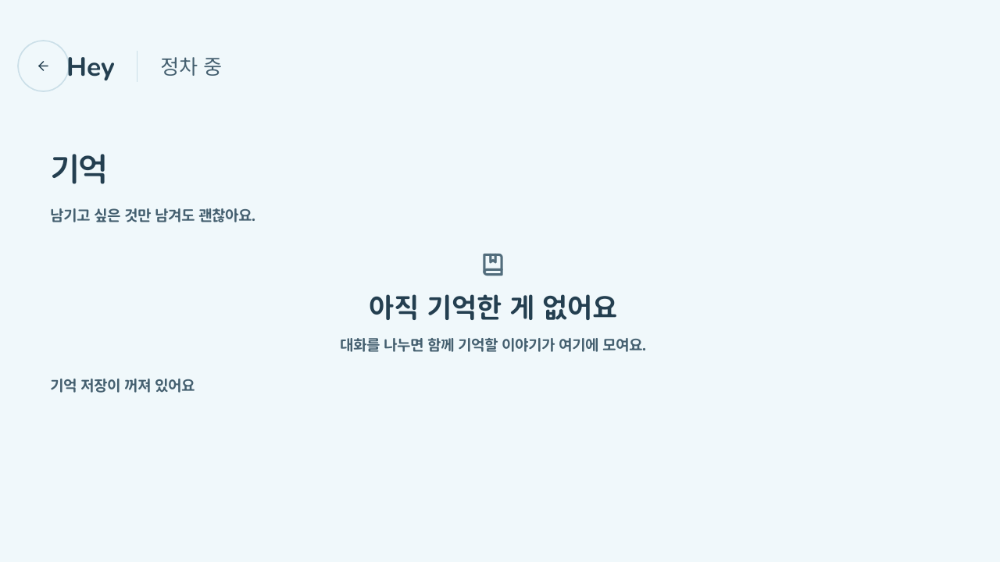 Hey
정차 중
기억
남기고 싶은 것만 남겨도 괜찮아요.
아직 기억한 게 없어요
대화를 나누면 함께 기억할 이야기가 여기에 모여요.
기억 저장이 꺼져 있어요